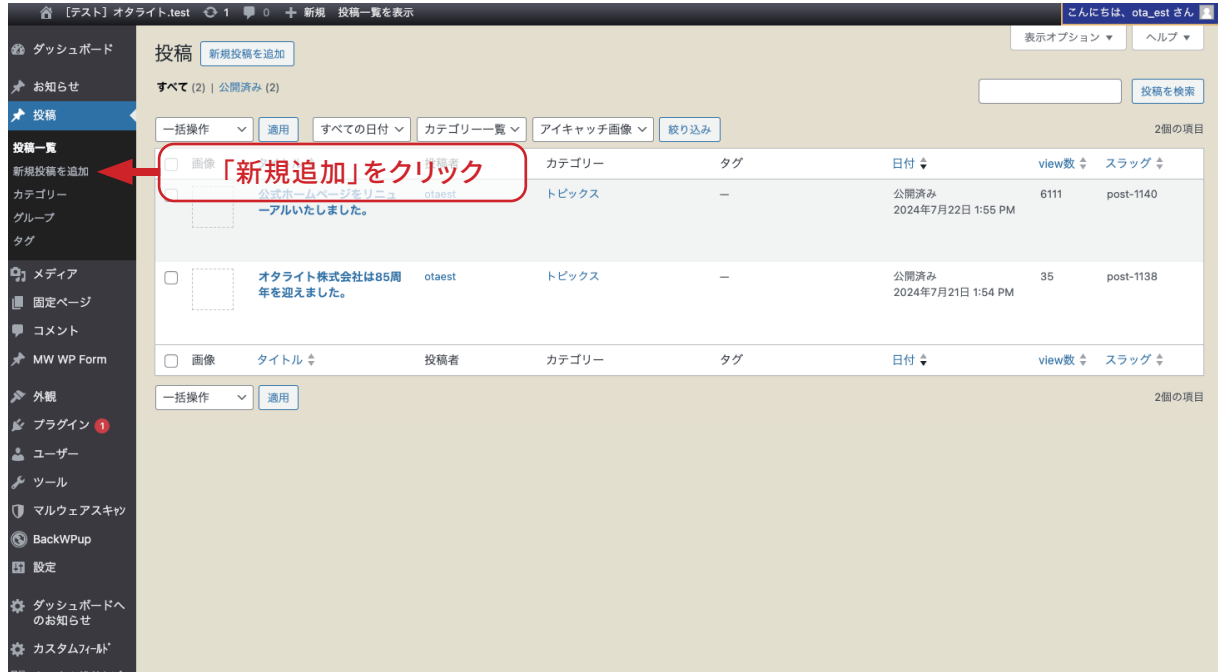 [テスト] オタライト.test 1 0 新規 投稿一覧を表示 こんにちは、ota_est さん
ダッシュボード
お知らせ
投稿
投稿一覧
新規投稿を追加
カテゴリー
グループ
タグ
メディア
固定ページ
コメント
MW WP Form
外観
プラグイン 1
ユーザー
ツール
マルウェアスキャン
BackWPup
設定
ダッシュボードへ
のお知らせ
カスタムフィールド
表示オプション ▼ ヘルプ ▼
投稿 新規投稿を追加
すべて (2) | 公開済み (2)
投稿を検索
一括操作 適用 すべての日付 カテゴリー一覧 アイキャッチ画像 絞り込み 2個の項目
画像 投稿者 カテゴリー タグ 日付 view数 スラッグ
「新規追加」をクリック
公式ホームページをリニュ otaest トピックス — 公開済み 6111 post-1140
ーアルいたしました。 2024年7月22日 1:55 PM
オタライト株式会社は85周 otaest トピックス — 公開済み 35 post-1138
年を迎えました。 2024年7月21日 1:54 PM
画像 タイトル 投稿者 カテゴリー タグ 日付 view数 スラッグ
一括操作 適用 2個の項目